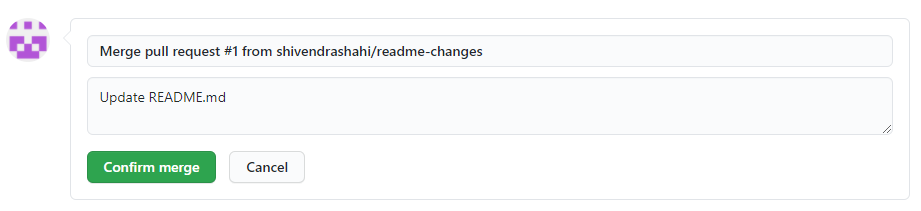 Merge pull request #1 from shivendrashahi/readme-changes
Update README.md
Confirm merge
Cancel